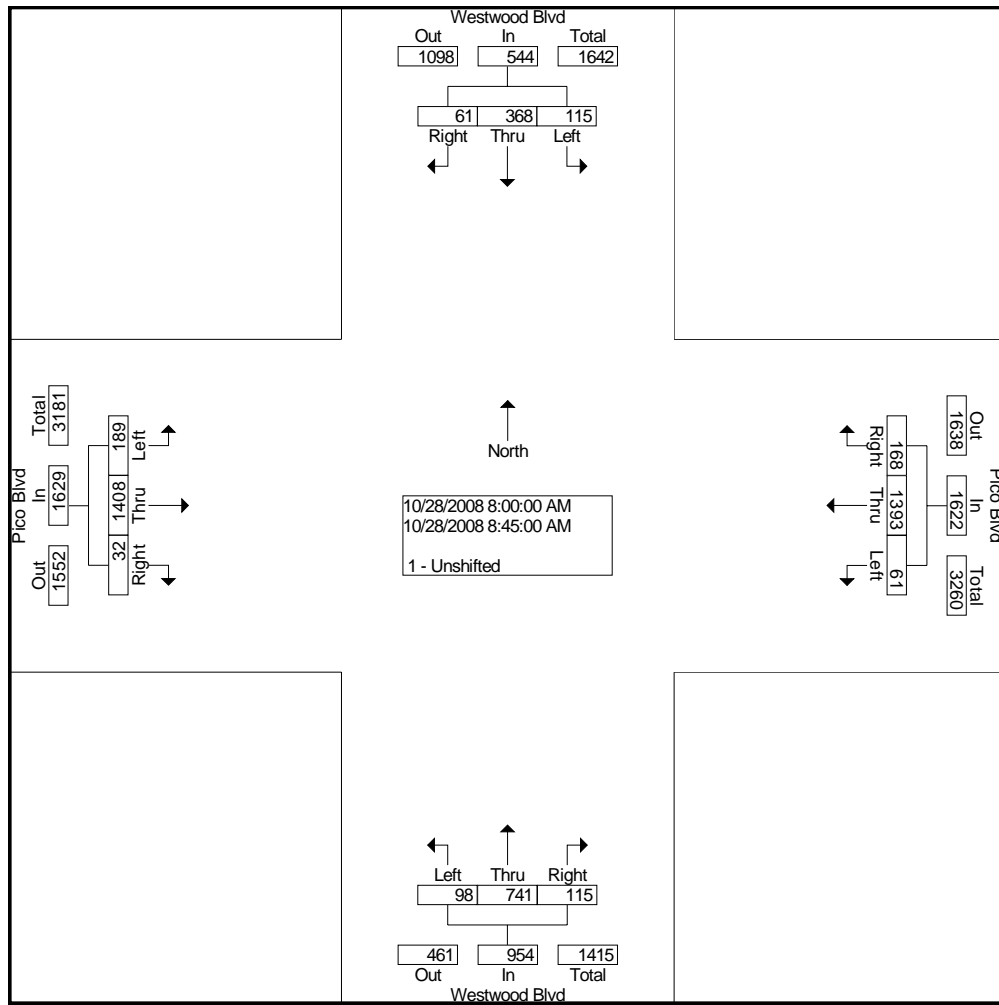 Westwood Blvd
Out In Total
1098 544 1642
61 368 115
Right Thru Left
Pico Blvd
Total In Out
3181 1629 1552
189 1408 32
Left Thru Right
North
10/28/2008 8:00:00 AM
10/28/2008 8:45:00 AM
1 - Unshifted
Pico Blvd
Out In Total
1638 1622 3260
168 1393 61
Right Thru Left
Left Thru Right
98 741 115
461 954 1415
Out In Total
Westwood Blvd